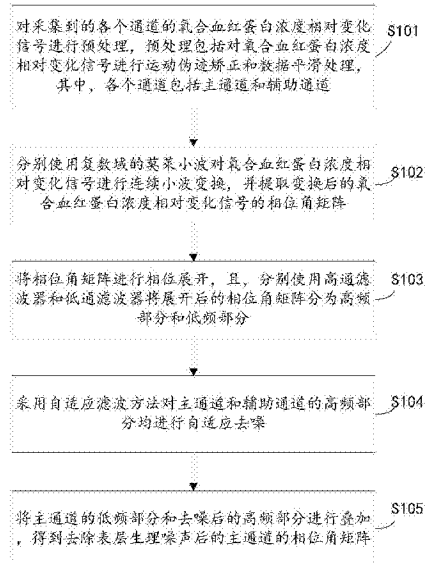 对采集到的各个通道的氧合血红蛋白浓度相对变化
信号进行预处理，预处理包括对氧合血红蛋白浓度
相对变化信号进行运动伪迹矫正和数据平滑处理，
其中，各个通道包括主通道和辅助通道
S101
分别使用复数域的莫莱小波对氧合血红蛋白浓度相
对变化信号进行连续小波变换，并提取变换后的氧
合血红蛋白浓度相对变化信号的相位角矩阵
S102
将相位角矩阵进行相位展开，且，分别使用高通滤
波器和低通滤波器将展开后的相位角矩阵分为高频
部分和低频部分
S103
采用自适应滤波方法对主通道和辅助通道的高频部
分均进行自适应去噪
S104
将主通道的低频部分和去噪后的高频部分进行叠加
，得到去除表层生理噪声后的主通道的相位角矩阵
S105